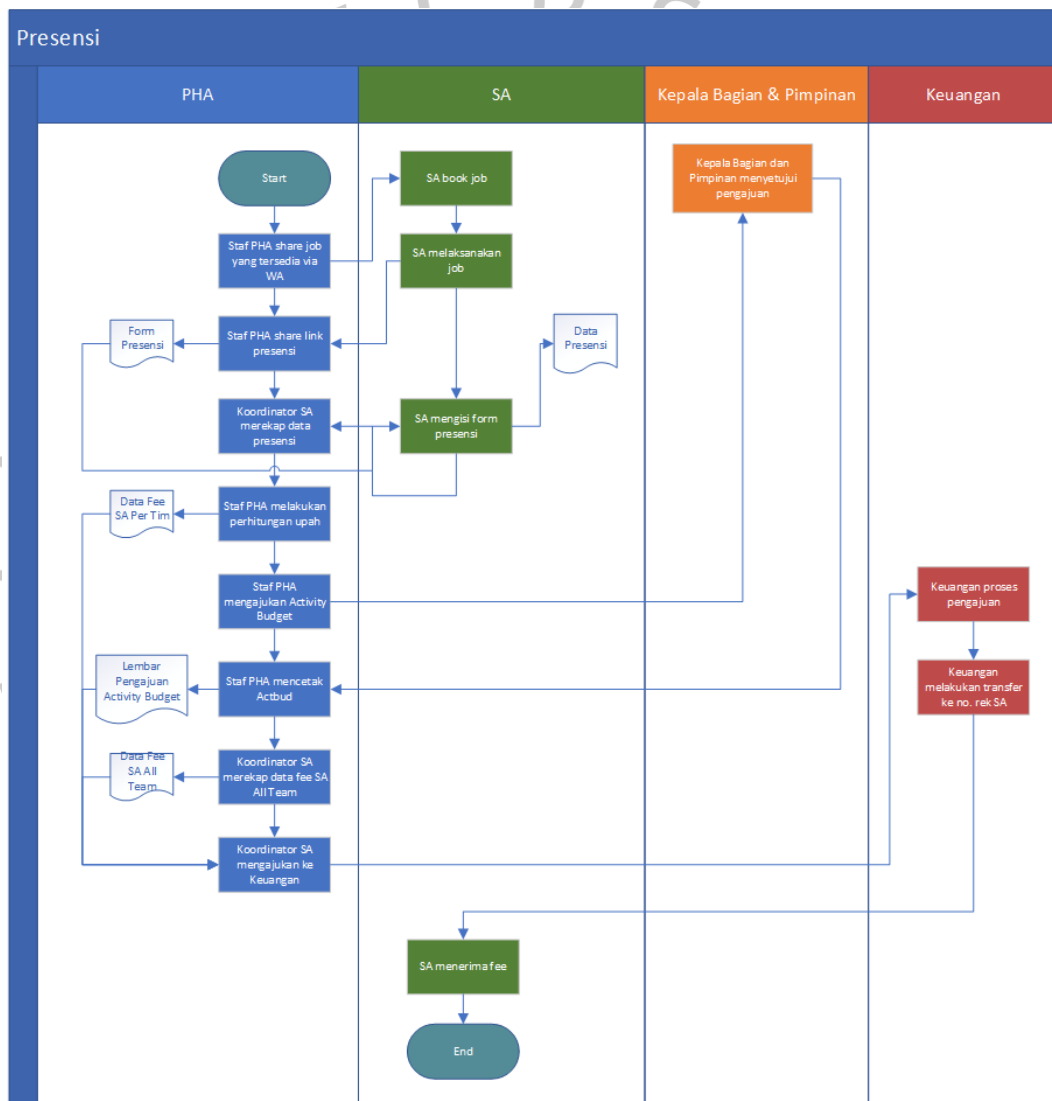 Presensi
PHA
SA
Kepala Bagian & Pimpinan
Keuangan
Start
SA book job
Kepala Bagian dan
Pimpinan menyetujui
pengajuan
Staf PHA share job
yang tersedia via
WA
SA melaksanakan
job
Form
Presensi
Staf PHA share link
presensi
Data
Presensi
Koordinator SA
merekap data
presensi
SA mengisi form
presensi
Data Fee
SA Per Tim
Staf PHA melakukan
perhitungan upah
Staf PHA
mengajukan Activity
Budget
Keuangan proses
pengajuan
Lembar
Pengajuan
Activity Budget
Staf PHA mencetak
Actbud
Keuangan
melakukan transfer
ke no. rek SA
Data Fee
SA All
Team
Koordinator SA
merekap data fee SA
All Team
Koordinator SA
mengajukan ke
Keuangan
SA menerima fee
End